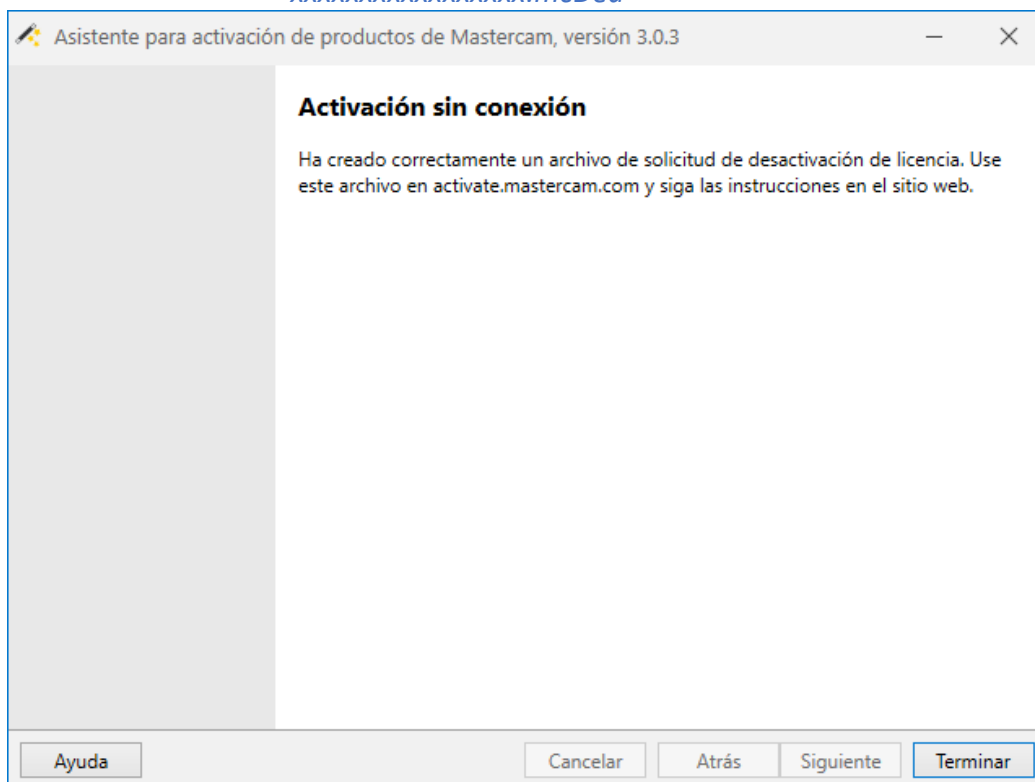 Asistente para activación de productos de Mastercam, versión 3.0.3
Activación sin conexión
Ha creado correctamente un archivo de solicitud de desactivación de licencia. Use
este archivo en activate.mastercam.com y siga las instrucciones en el sitio web.
Ayuda
Cancelar
Atrás
Siguiente
Terminar